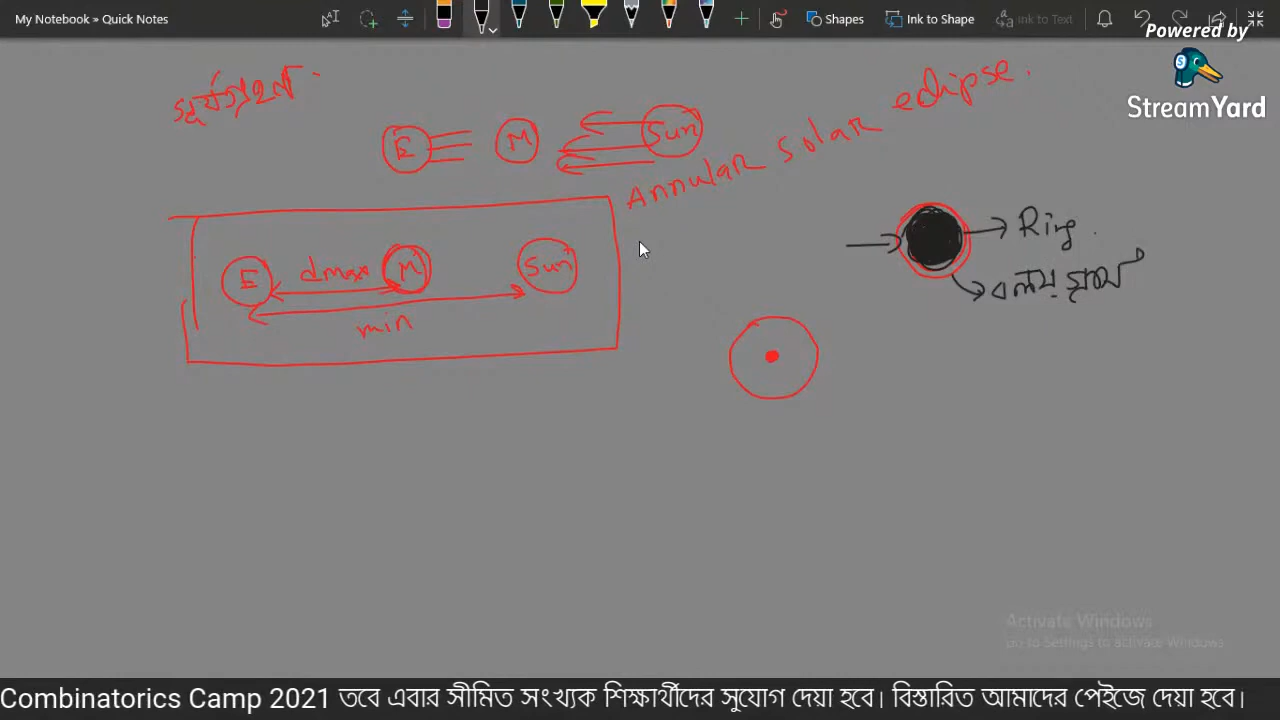 My Notebook » Quick Notes
Shapes
Ink to Shape
Ink to Text
Powered by
StreamYard
সূর্যগ্রহণ
E M Sun
Annular solar eclipse.
Ring
বলয়গ্রাস
E dmax M Sun
min
Activate Windows
Go to Settings to activate Windows.
Combinatorics Camp 2021 তবে এবার সীমিত সংখ্যক শিক্ষার্থীদের সুযোগ দেয়া হবে। বিস্তারিত আমাদের পেইজে দেয়া হবে।